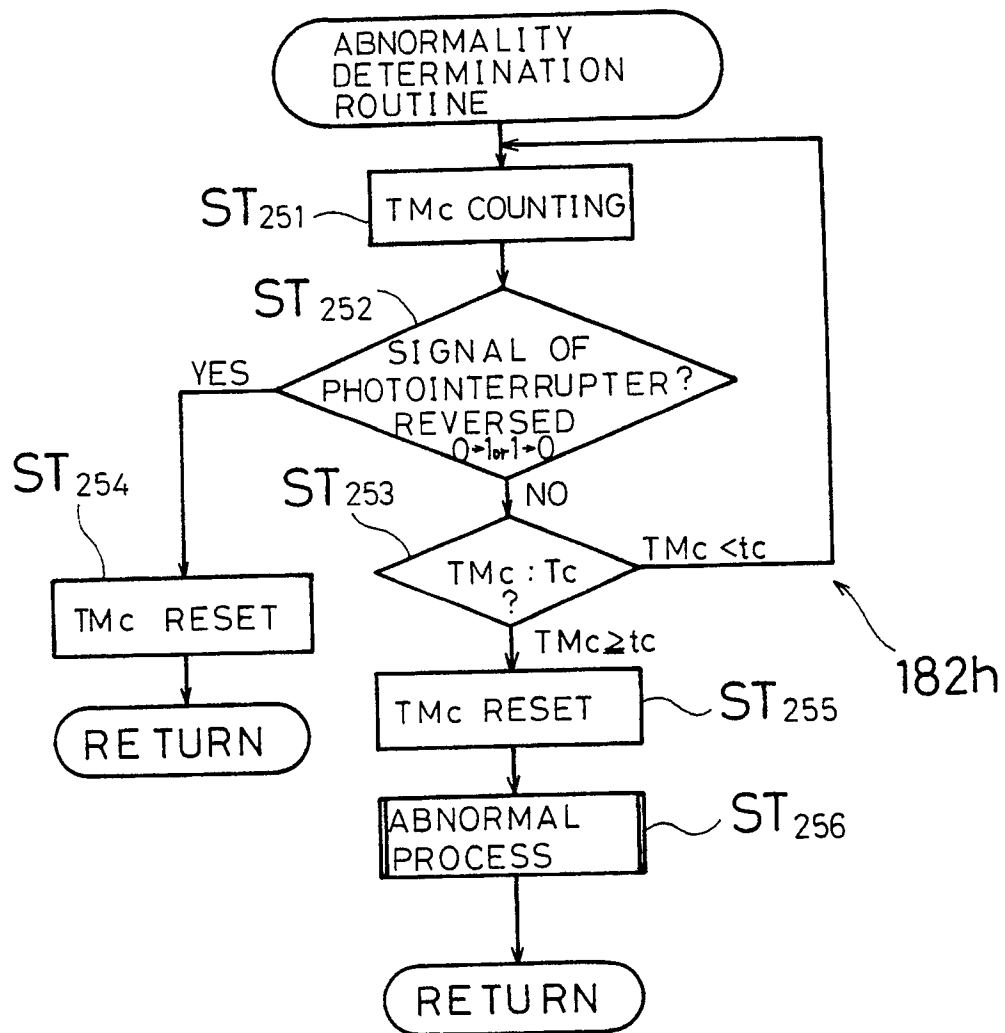 ABNORMALITY
DETERMINATION
ROUTINE
ST251
TMc COUNTING
ST252
SIGNAL OF
PHOTOINTERRUPTER?
REVERSED
0→1or1→0
YES
NO
ST254
TMc RESET
RETURN
ST253
TMc : Tc
?
TMc <tc
TMc≧tc
182h
TMc RESET
ST255
ABNORMAL
PROCESS
ST256
RETURN